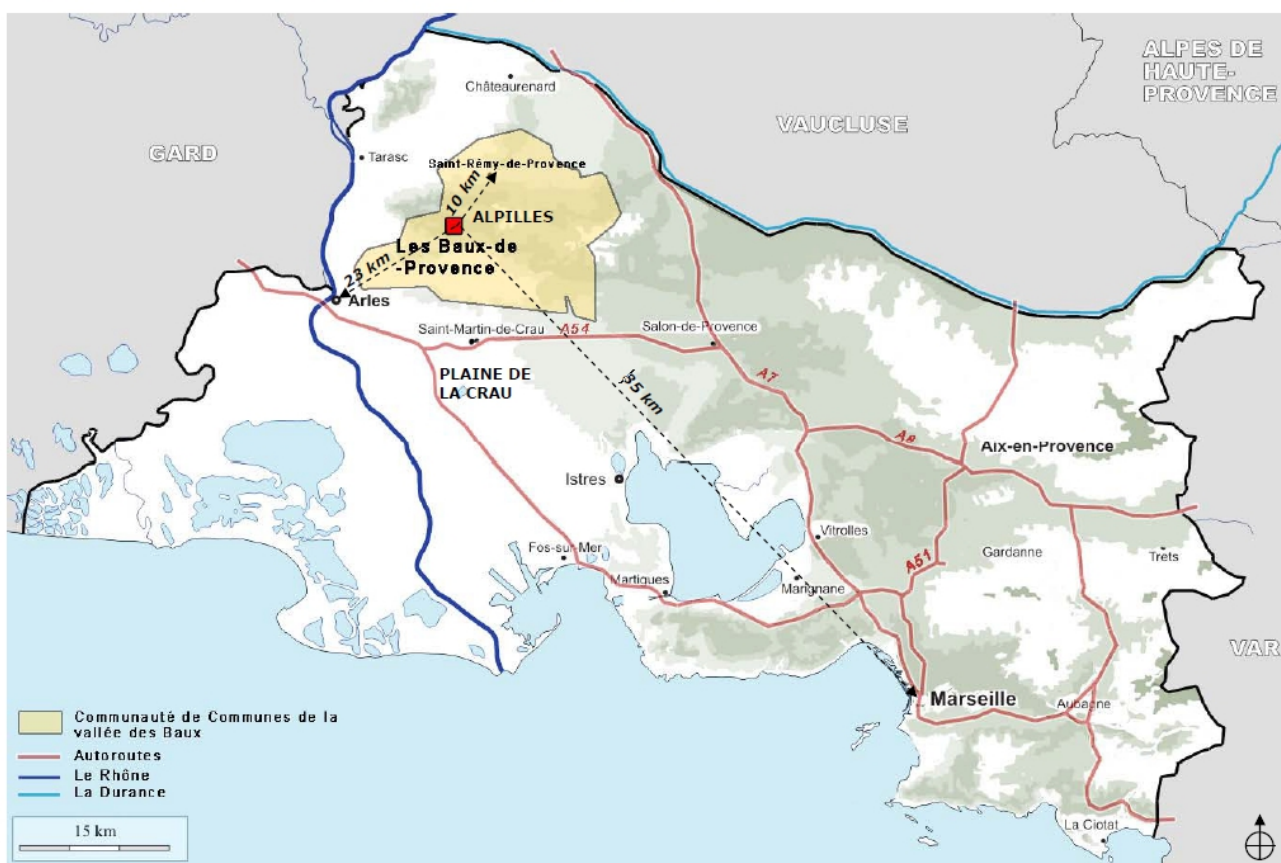 ALPES DE
HAUTE-
PROVENCE
Châteaurenard
VAUCLUSE
GARD
Tarasc
Saint-Rémy-de-Provence
10 km
ALPILLES
Les Baux-de
-Provence
23 km
Arles
Saint-Martin-de-Crau
A54
Salon-de-Provence
PLAINE DE
LA CRAU
35 km
A7
A8
Aix-en-Provence
Istres
Vitrolles
Fos-sur-Mer
A51
Gardanne
Trets
Martigues
Marignane
VAR
Marseille
Aubagne
Communauté de Communes de la
vallée des Baux
Autoroutes
Le Rhône
La Durance
15 km
La Ciotat